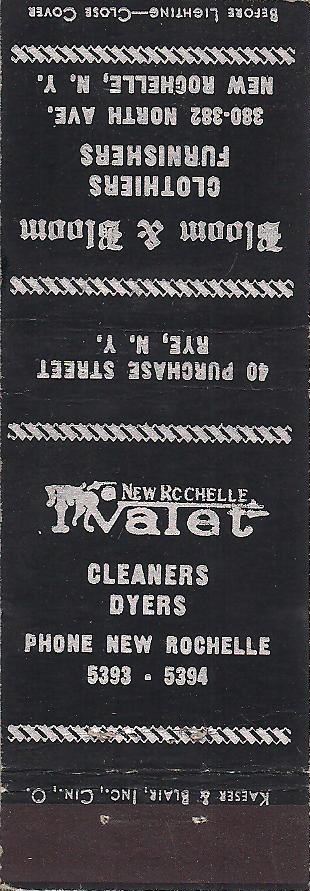 BEFORE LIGHTING—CLOSE COVER
Bloom & Bloom
CLOTHIERS
FURNISHERS
380-382 NORTH AVE.
NEW ROCHELLE, N. Y.
40 PURCHASE STREET
RYE, N. Y.
NEW ROCHELLE
Valet
CLEANERS
DYERS
PHONE NEW ROCHELLE
5393 - 5394
KAESER & BLAIR, INC., CIN., O.